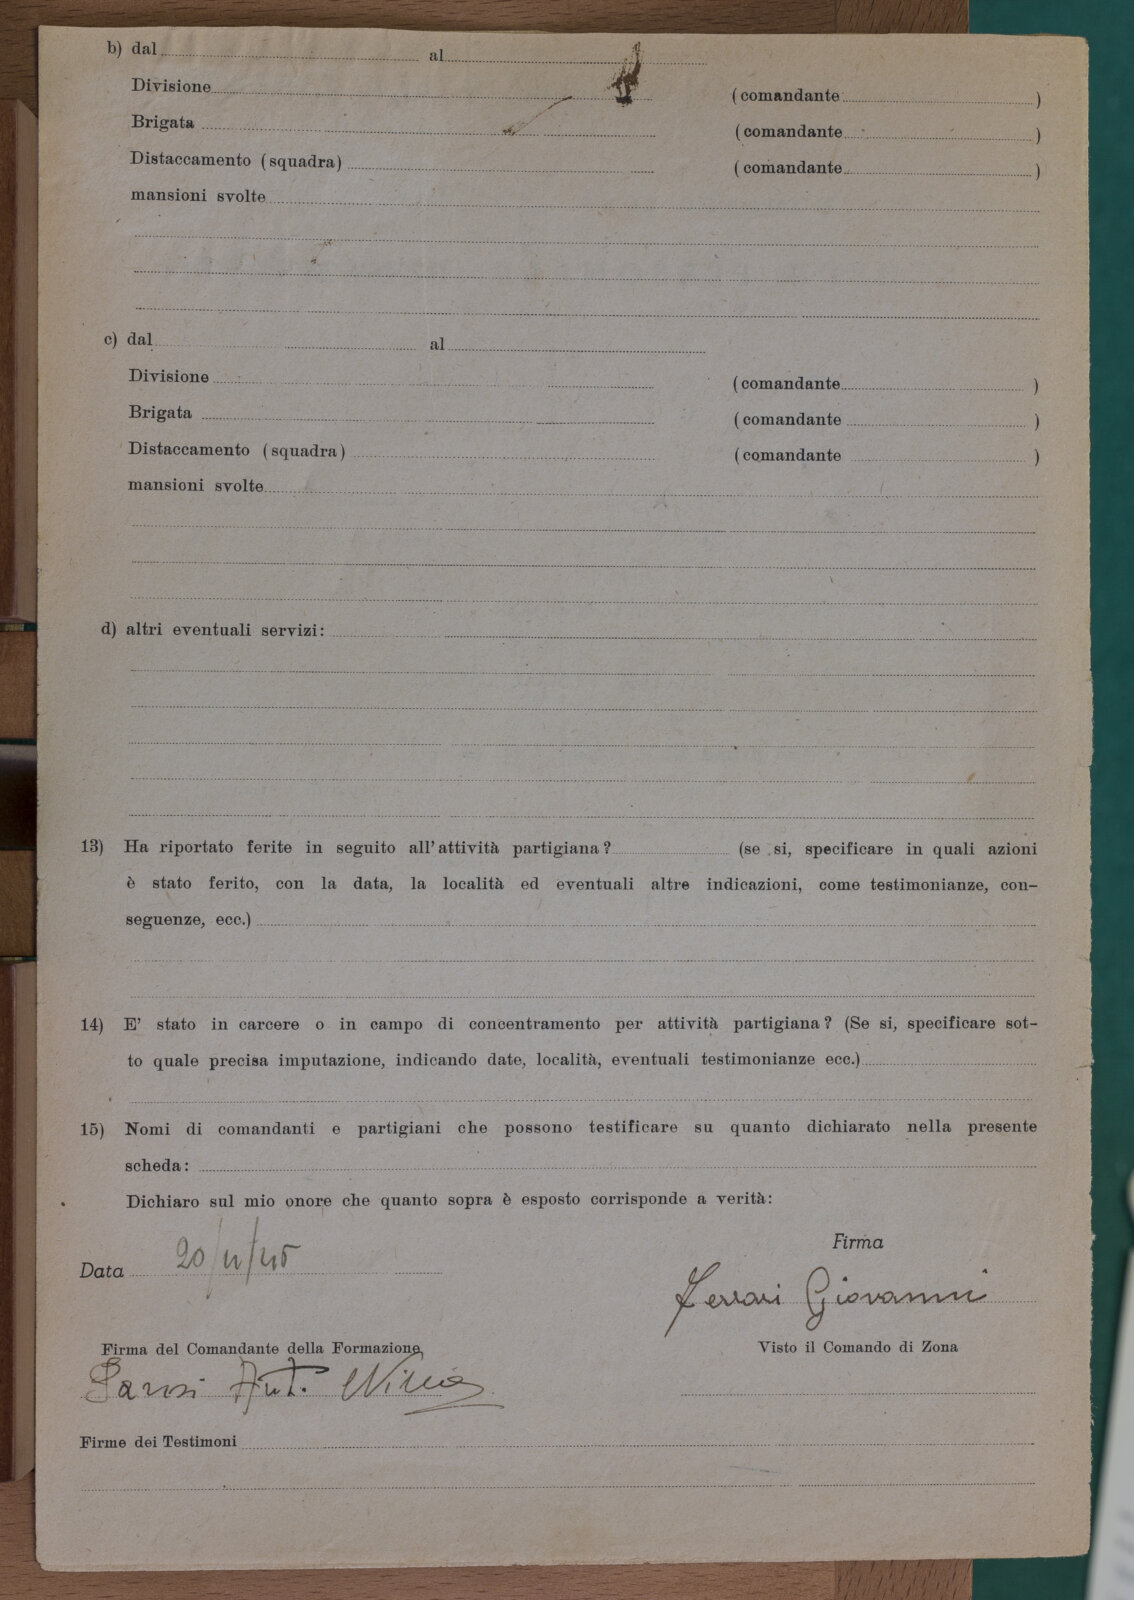 b) dal al
Divisione (comandante )
Brigata (comandante )
Distaccamento (squadra) (comandante )
mansioni svolte
c) dal al
Divisione (comandante )
Brigata (comandante )
Distaccamento (squadra) (comandante )
mansioni svolte
d) altri eventuali servizi:
13) Ha riportato ferite in seguito all'attività partigiana? (se si, specificare in quali azioni
è stato ferito, con la data, la località ed eventuali altre indicazioni, come testimonianze, con-
seguenze, ecc.)
14) E' stato in carcere o in campo di concentramento per attività partigiana? (Se si, specificare sot-
to quale precisa imputazione, indicando date, località, eventuali testimonianze ecc.)
15) Nomi di comandanti e partigiani che possono testificare su quanto dichiarato nella presente
scheda:
Dichiaro sul mio onore che quanto sopra è esposto corrisponde a verità:
Firma
Data 20/11/45
Ferrari Giovanni
Firma del Comandante della Formazione Visto il Comando di Zona
Ant.
Firme dei Testimoni